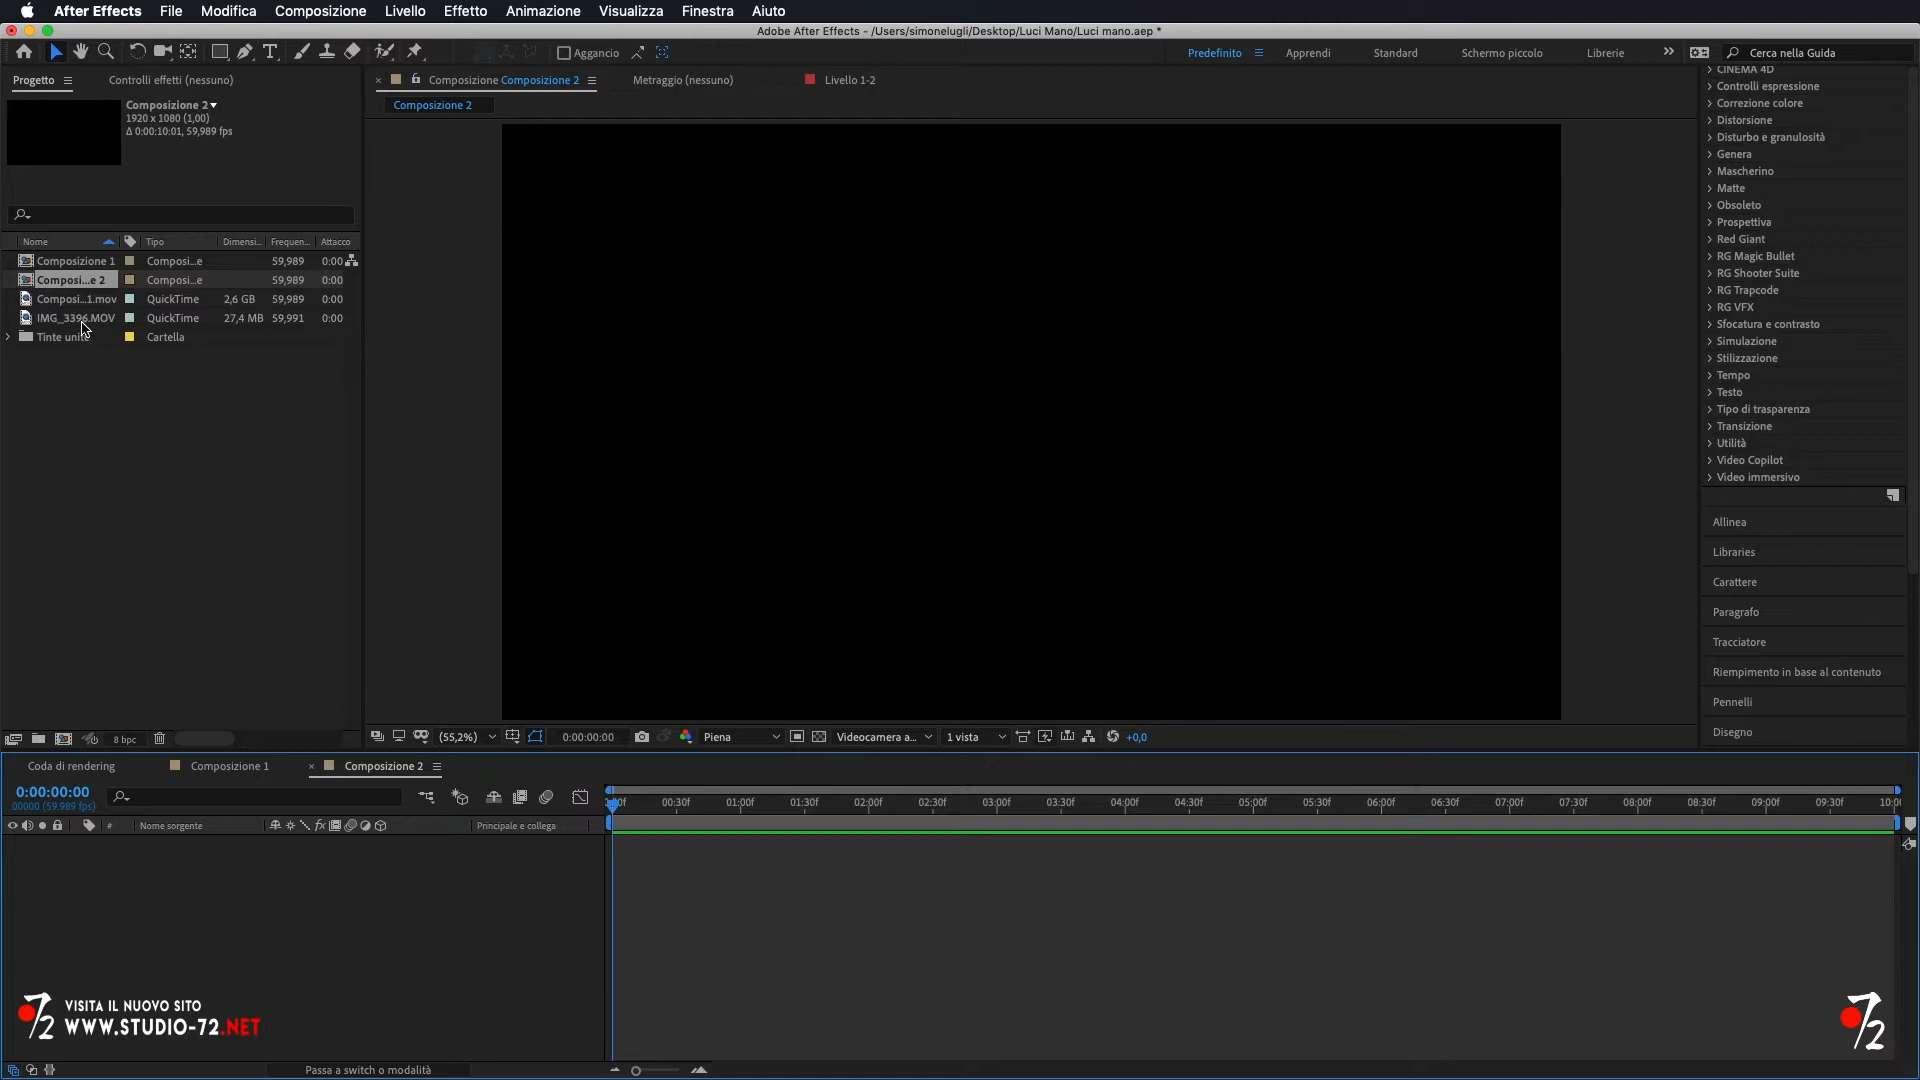 After Effects File Modifica Composizione Livello Effetto Animazione Visualizza Finestra Aiuto
Adobe After Effects - /Users/simonelugli/Desktop/Luci Mano/Luci mano.aep *
Aggancio
Predefinito Apprendi Standard Schermo piccolo Librerie » Cerca nella Guida
Progetto Controlli effetti (nessuno)
Composizione Composizione 2 Metraggio (nessuno) Livello 1-2
Composizione 2
Composizione 2
1920 x 1080 (1,00)
Δ 0:00:10:01, 59,989 fps
Nome Tipo Dimensi... Frequen... Attacco
Composizione 1 Composi...e 59,989 0:00
Composi...e 2 Composi...e 59,989 0:00
Composi...1.mov QuickTime 2,6 GB 59,989 0:00
IMG_3396.MOV QuickTime 27,4 MB 59,991 0:00
Tinte unite Cartella
CINEMA 4D
Controlli espressione
Correzione colore
Distorsione
Disturbo e granulosità
Genera
Mascherino
Matte
Obsoleto
Prospettiva
Red Giant
RG Magic Bullet
RG Shooter Suite
RG Trapcode
RG VFX
Sfocatura e contrasto
Simulazione
Stilizzazione
Tempo
Testo
Tipo di trasparenza
Transizione
Utilità
Video Copilot
Video immersivo
Allinea
Libraries
Carattere
Paragrafo
Tracciatore
Riempimento in base al contenuto
Pennelli
Disegno
8 bpc
(55,2%) 0:00:00:00 Piena Videocamera a... 1 vista +0,0
Coda di rendering Composizione 1 Composizione 2
0:00:00:00
00000 (59.989 fps)
00:30f 01:00f 01:30f 02:00f 02:30f 03:00f 03:30f 04:00f 04:30f 05:00f 05:30f 06:00f 06:30f 07:00f 07:30f 08:00f 08:30f 09:00f 09:30f
# Nome sorgente fx Principale e collega
72 VISITA IL NUOVO SITO
WWW.STUDIO-72.NET
72
Passa a switch o modalità